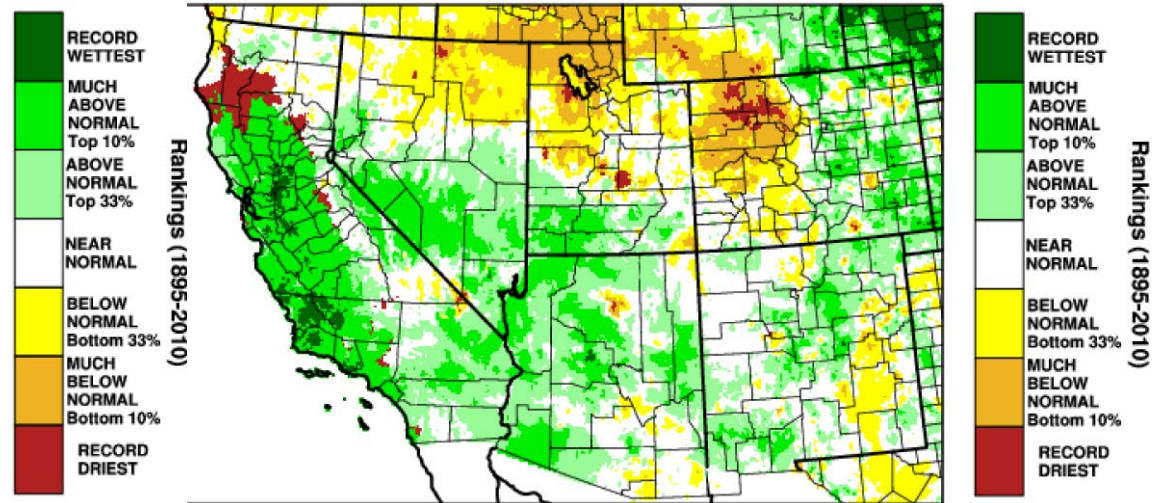 RECORD
WETTEST
MUCH
ABOVE
NORMAL
Top 10%
ABOVE
NORMAL
Top 33%
NEAR
NORMAL
BELOW
NORMAL
Bottom 33%
MUCH
BELOW
NORMAL
Bottom 10%
RECORD
DRIEST
Rankings (1895-2010)
RECORD
WETTEST
MUCH
ABOVE
NORMAL
Top 10%
ABOVE
NORMAL
Top 33%
NEAR
NORMAL
BELOW
NORMAL
Bottom 33%
MUCH
BELOW
NORMAL
Bottom 10%
RECORD
DRIEST
Rankings (1895-2010)